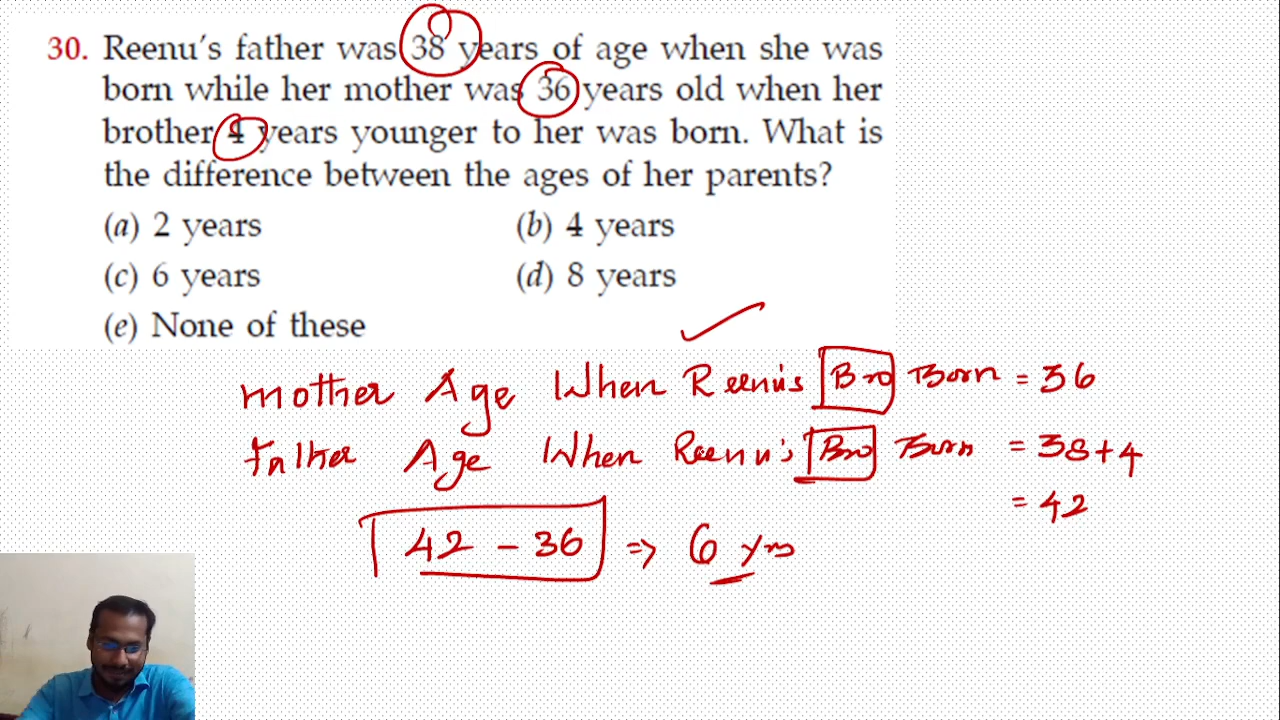 30. Reenu's father was 38 years of age when she was
born while her mother was 36 years old when her
brother 4 years younger to her was born. What is
the difference between the ages of her parents?
(a) 2 years (b) 4 years
(c) 6 years (d) 8 years
(e) None of these
Mother Age When Reenu's Bro Born = 36
Father Age When Reenu's Bro Born = 38+4
= 42
42 - 36 => 6 yrs